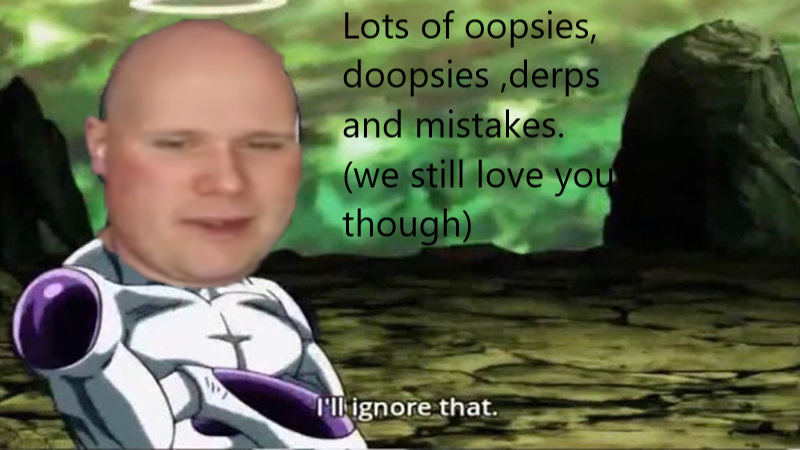 Lots of oopsies,
doopsies ,derps
and mistakes.
(we still love you
though)
I'll ignore that.